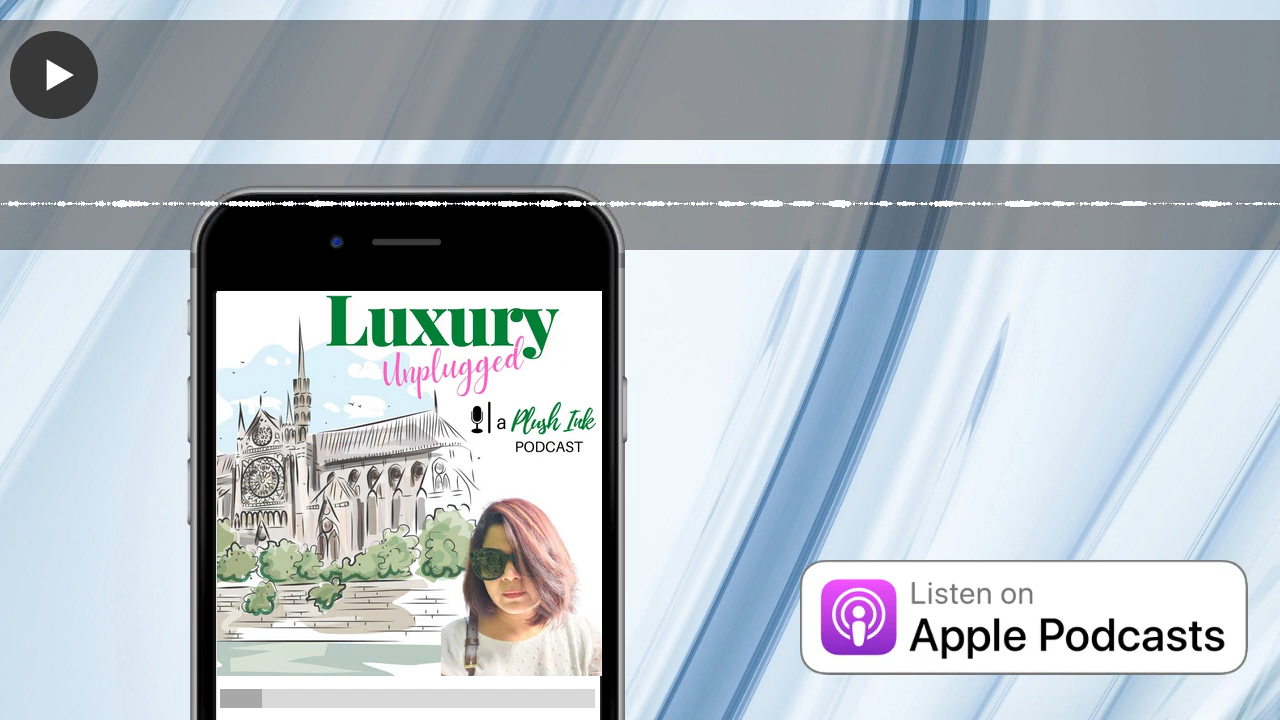 Luxury
Unplugged
a Plush Ink
PODCAST
Listen on
Apple Podcasts